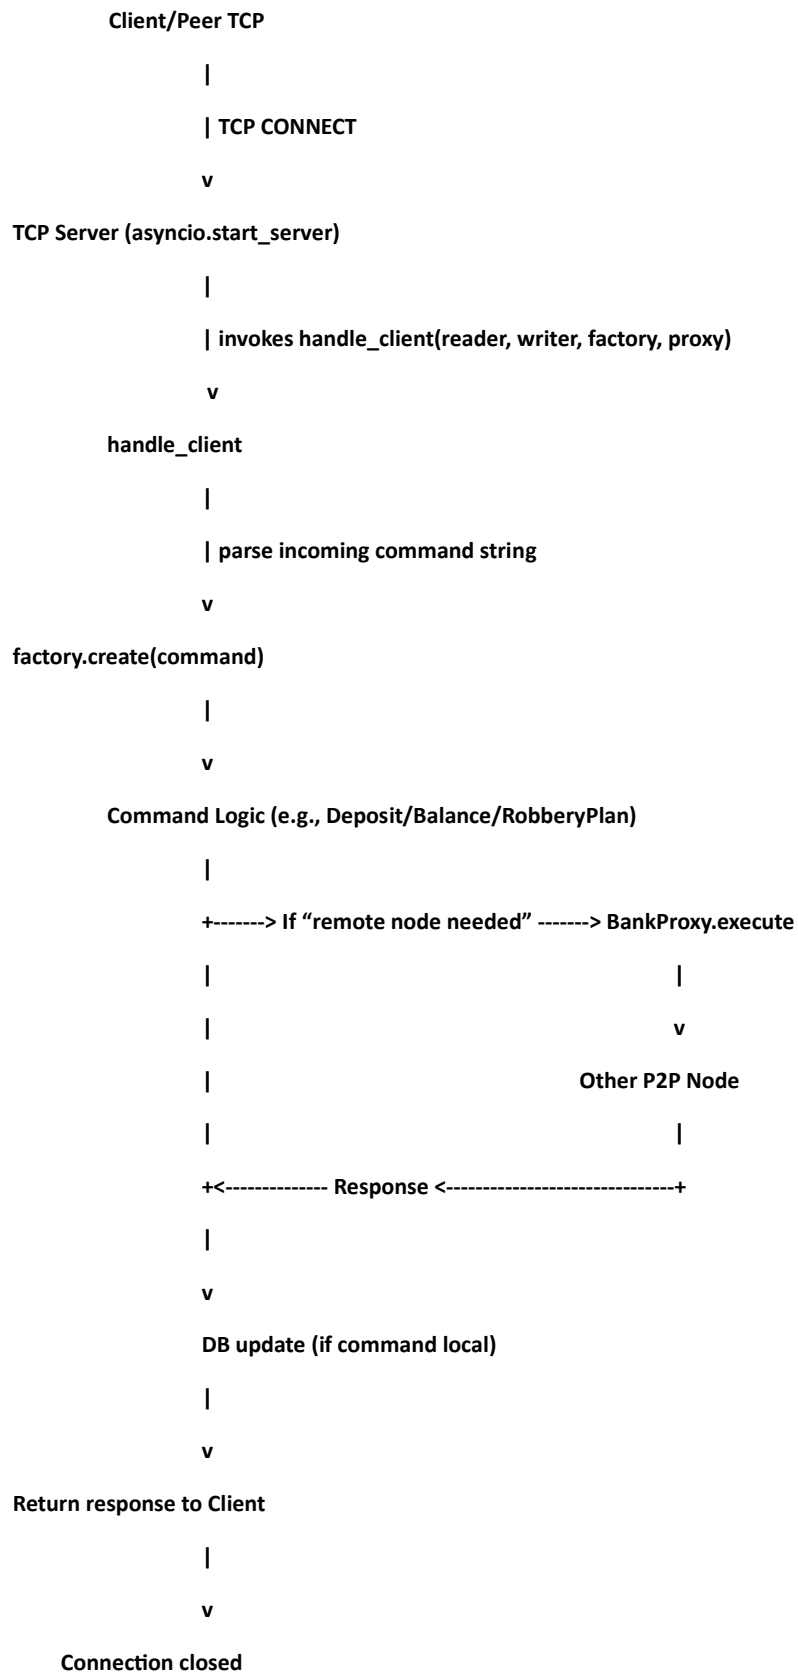 Client/Peer TCP
|
| TCP CONNECT
v
TCP Server (asyncio.start_server)
|
| invokes handle_client(reader, writer, factory, proxy)
v
handle_client
|
| parse incoming command string
v
factory.create(command)
|
v
Command Logic (e.g., Deposit/Balance/RobberyPlan)
|
+-------> If “remote node needed” -------> BankProxy.execute
| |
| v
| Other P2P Node
| |
+<-------------- Response <-------------------------------+
|
v
DB update (if command local)
|
v
Return response to Client
|
v
Connection closed